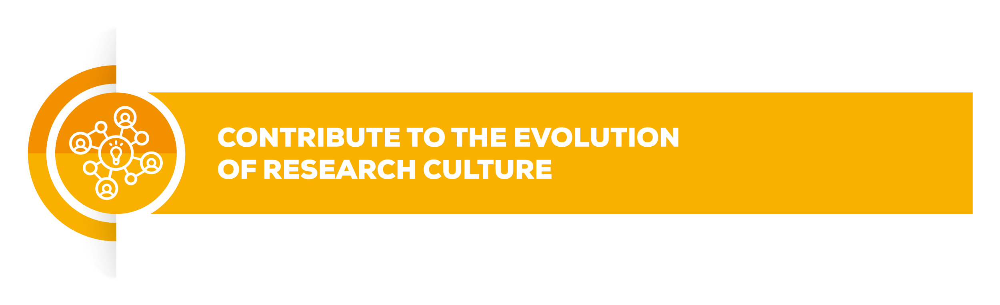 CONTRIBUTE TO THE EVOLUTION
OF RESEARCH CULTURE